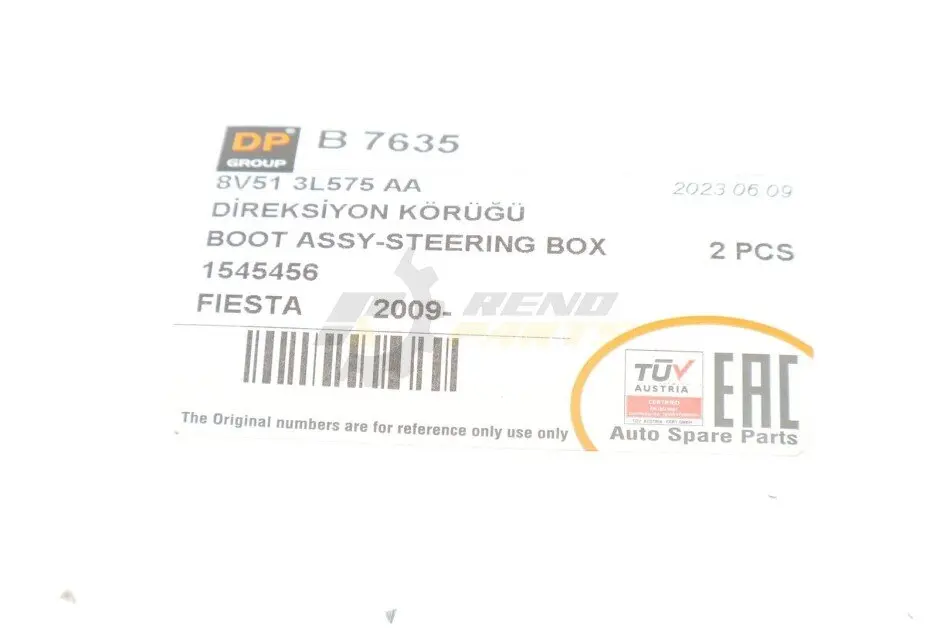 DP® B 7635
GROUP
8V51 3L575 AA 2023 06 09
DİREKSİYON KÖRÜĞÜ
BOOT ASSY-STEERING BOX 2 PCS
1545456
FIESTA 2009-
RENO
PARTS
TÜV
AUSTRIA
CERTIFIED
EAC
The Original numbers are for reference only use only
Auto Spare Parts